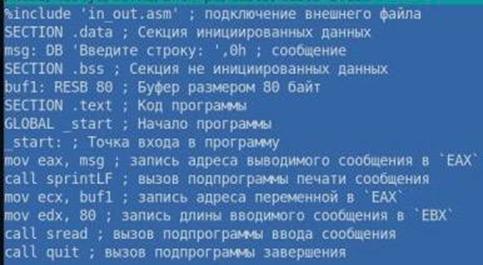 %include 'in_out.asm' ; подключение внешнего файла
SECTION .data ; Секция инициированных данных
msg: DB 'Введите строку: ',0h ; сообщение
SECTION .bss ; Секция не инициированных данных
buf1: RESB 80 ; Буфер размером 80 байт
SECTION .text ; Код программы
GLOBAL _start ; Начало программы
_start: ; Точка входа в программу
mov eax, msg ; запись адреса выводимого сообщения в `EAX`
call sprintLF ; вызов подпрограммы печати сообщения
mov ecx, buf1 ; запись адреса переменной в `EAX`
mov edx, 80 ; запись длины вводимого сообщения в `EBX`
call sread ; вызов подпрограммы ввода сообщения
call quit ; вызов подпрограммы завершения